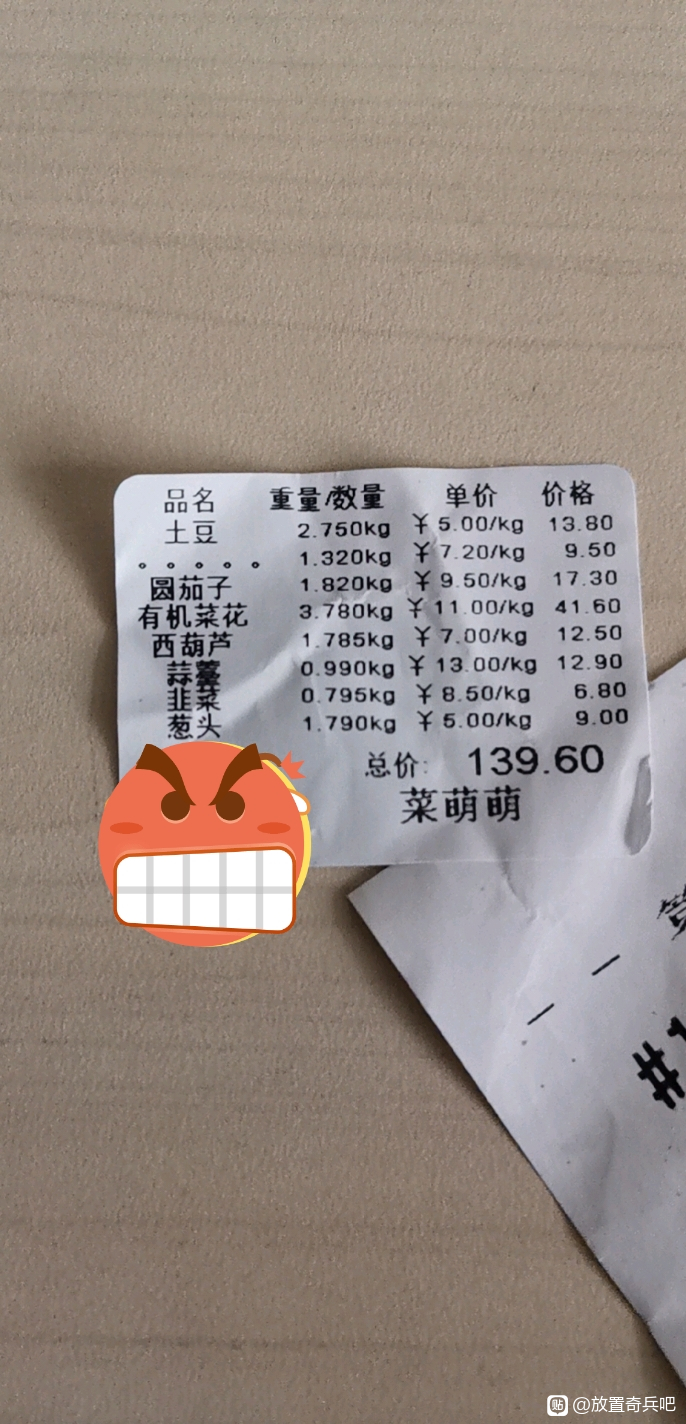 品名 重量/数量 单价 价格
土豆 2.750kg ¥5.00/kg 13.80
。。。。。 1.320kg ¥7.20/kg 9.50
圆茄子 1.820kg ¥9.50/kg 17.30
有机菜花 3.780kg ¥11.00/kg 41.60
西葫芦 1.785kg ¥7.00/kg 12.50
蒜薹 0.990kg ¥13.00/kg 12.90
韭菜 0.795kg ¥8.50/kg 6.80
葱头 1.790kg ¥5.00/kg 9.00
总价: 139.60
菜萌萌
#1
贴 @放置奇兵吧